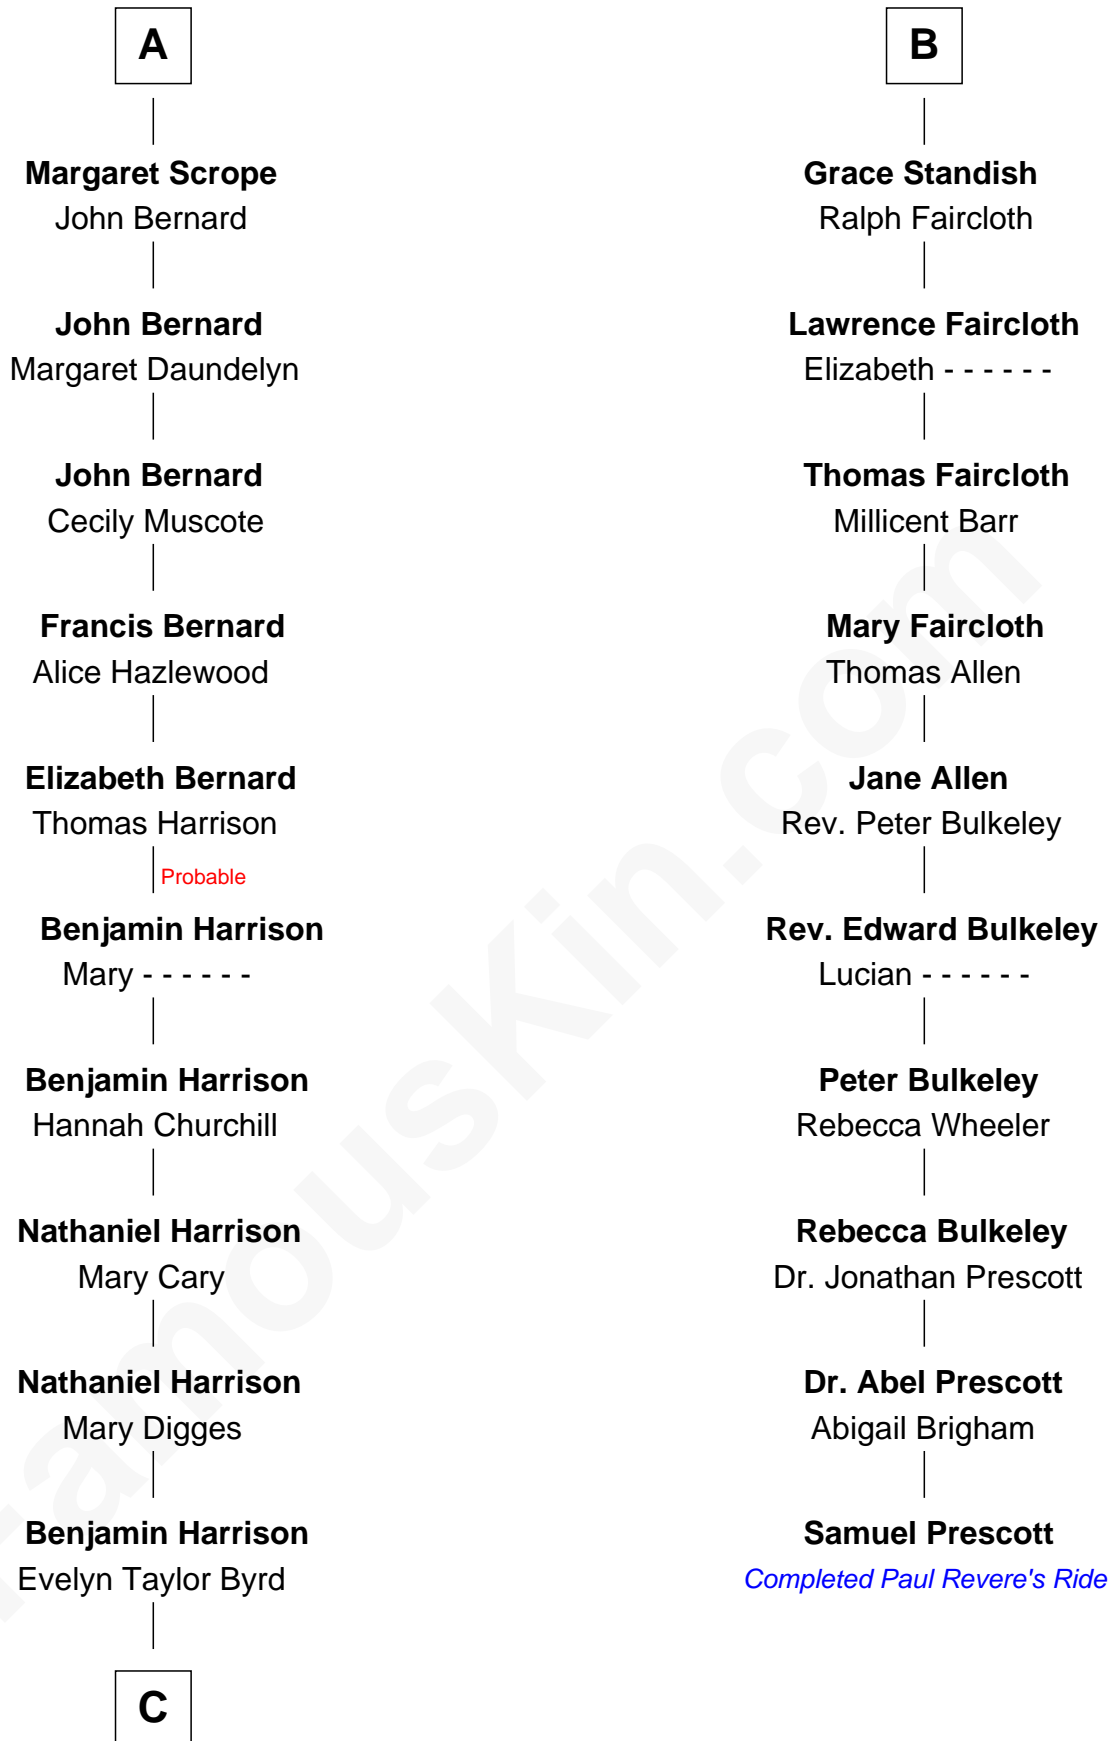 A
Margaret Scrope
John Bernard
John Bernard
Margaret Daundelyn
John Bernard
Cecily Muscote
Francis Bernard
Alice Hazlewood
Elizabeth Bernard
Thomas Harrison
Probable
Benjamin Harrison
Mary - - - - - -
Benjamin Harrison
Hannah Churchill
Nathaniel Harrison
Mary Cary
Nathaniel Harrison
Mary Digges
Benjamin Harrison
Evelyn Taylor Byrd
C
B
Grace Standish
Ralph Faircloth
Lawrence Faircloth
Elizabeth - - - - - -
Thomas Faircloth
Millicent Barr
Mary Faircloth
Thomas Allen
Jane Allen
Rev. Peter Bulkeley
Rev. Edward Bulkeley
Lucian - - - - - -
Peter Bulkeley
Rebecca Wheeler
Rebecca Bulkeley
Dr. Jonathan Prescott
Dr. Abel Prescott
Abigail Brigham
Samuel Prescott
Completed Paul Revere's Ride
FamousKin.com